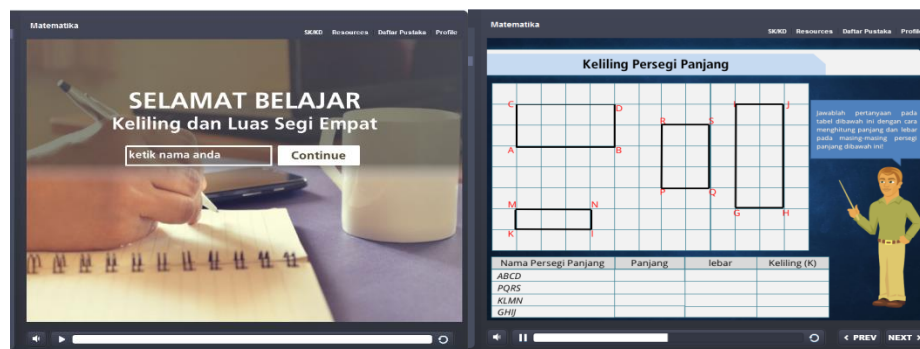 Matematika
SK/KD Resources Daftar Pustaka Profile
SELAMAT BELAJAR
Keliling dan Luas Segi Empat
ketik nama anda
Continue
Matematika
SK/KD Resources Daftar Pustaka Profile
Keliling Persegi Panjang
C
D
A
B
R S
P Q
I J
G H
M N
K l
Jawablah pertanyaan pada
tabel dibawah ini dengan cara
menghitung panjang dan lebar
pada masing-masing persegi
panjang dibawah ini!
Nama Persegi Panjang Panjang lebar Keliling (K)
ABCD
PQRS
KLMN
GHIJ
< PREV NEXT >